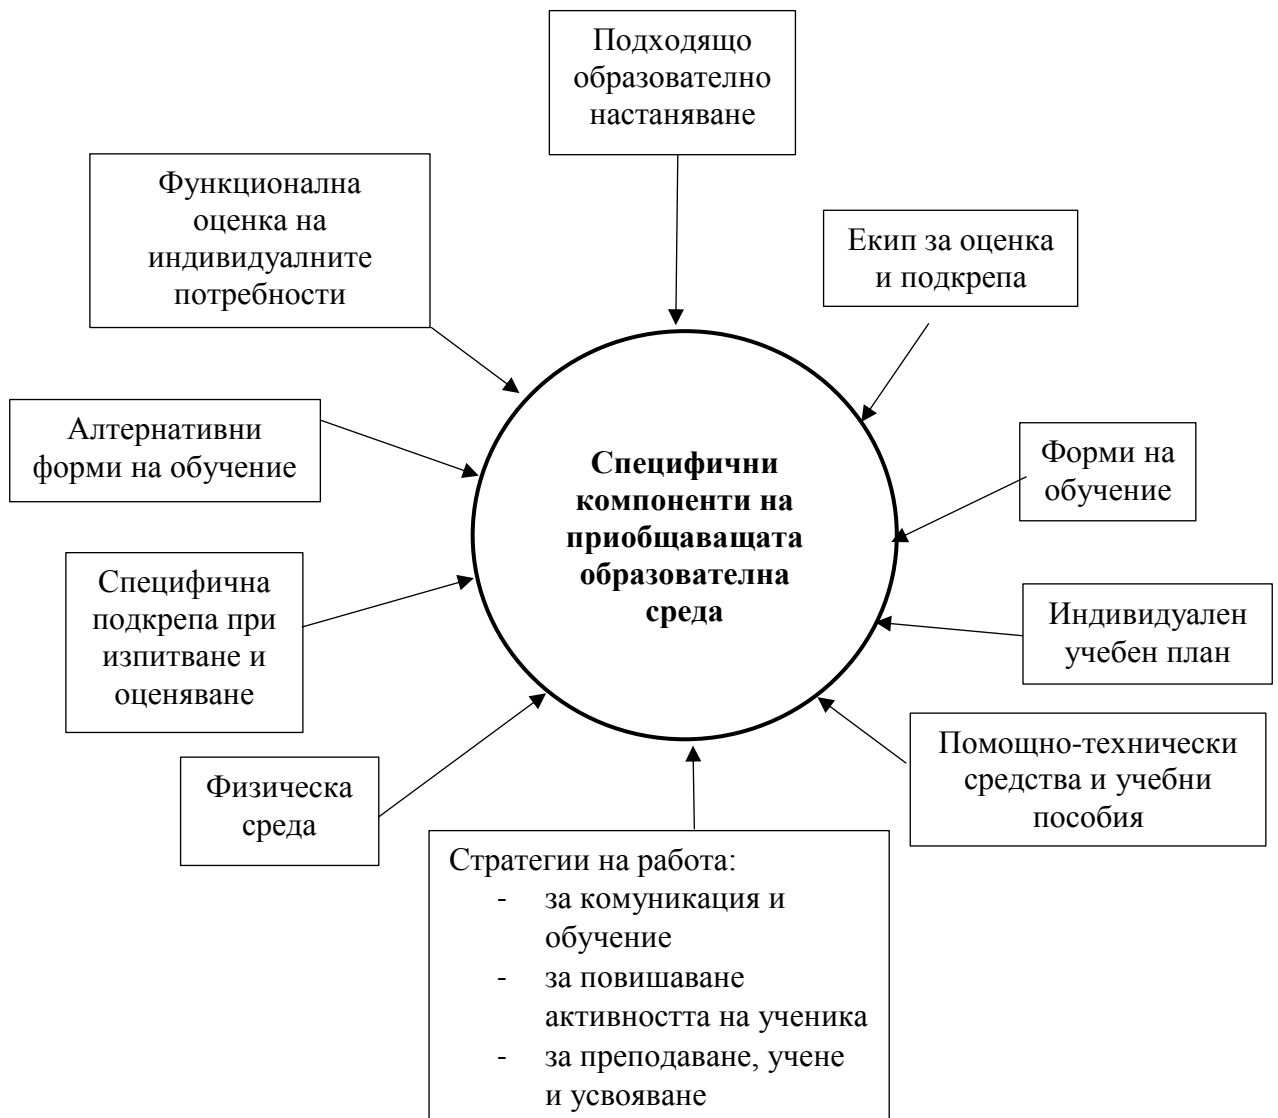 Подходящо
образователно
настаняване
Функционална
оценка на
индивидуалните
потребности
Екип за оценка
и подкрепа
Алтернативни
форми на обучение
Специфични
компоненти на
приобщаващата
образователна
среда
Форми на
обучение
Специфична
подкрепа при
изпитване и
оценяване
Индивидуален
учебен план
Физическа
среда
Помощно-технически
средства и учебни
пособия
Стратегии на работа:
- за комуникация и
обучение
- за повишаване
активността на ученика
- за преподаване, учене
и усвояване